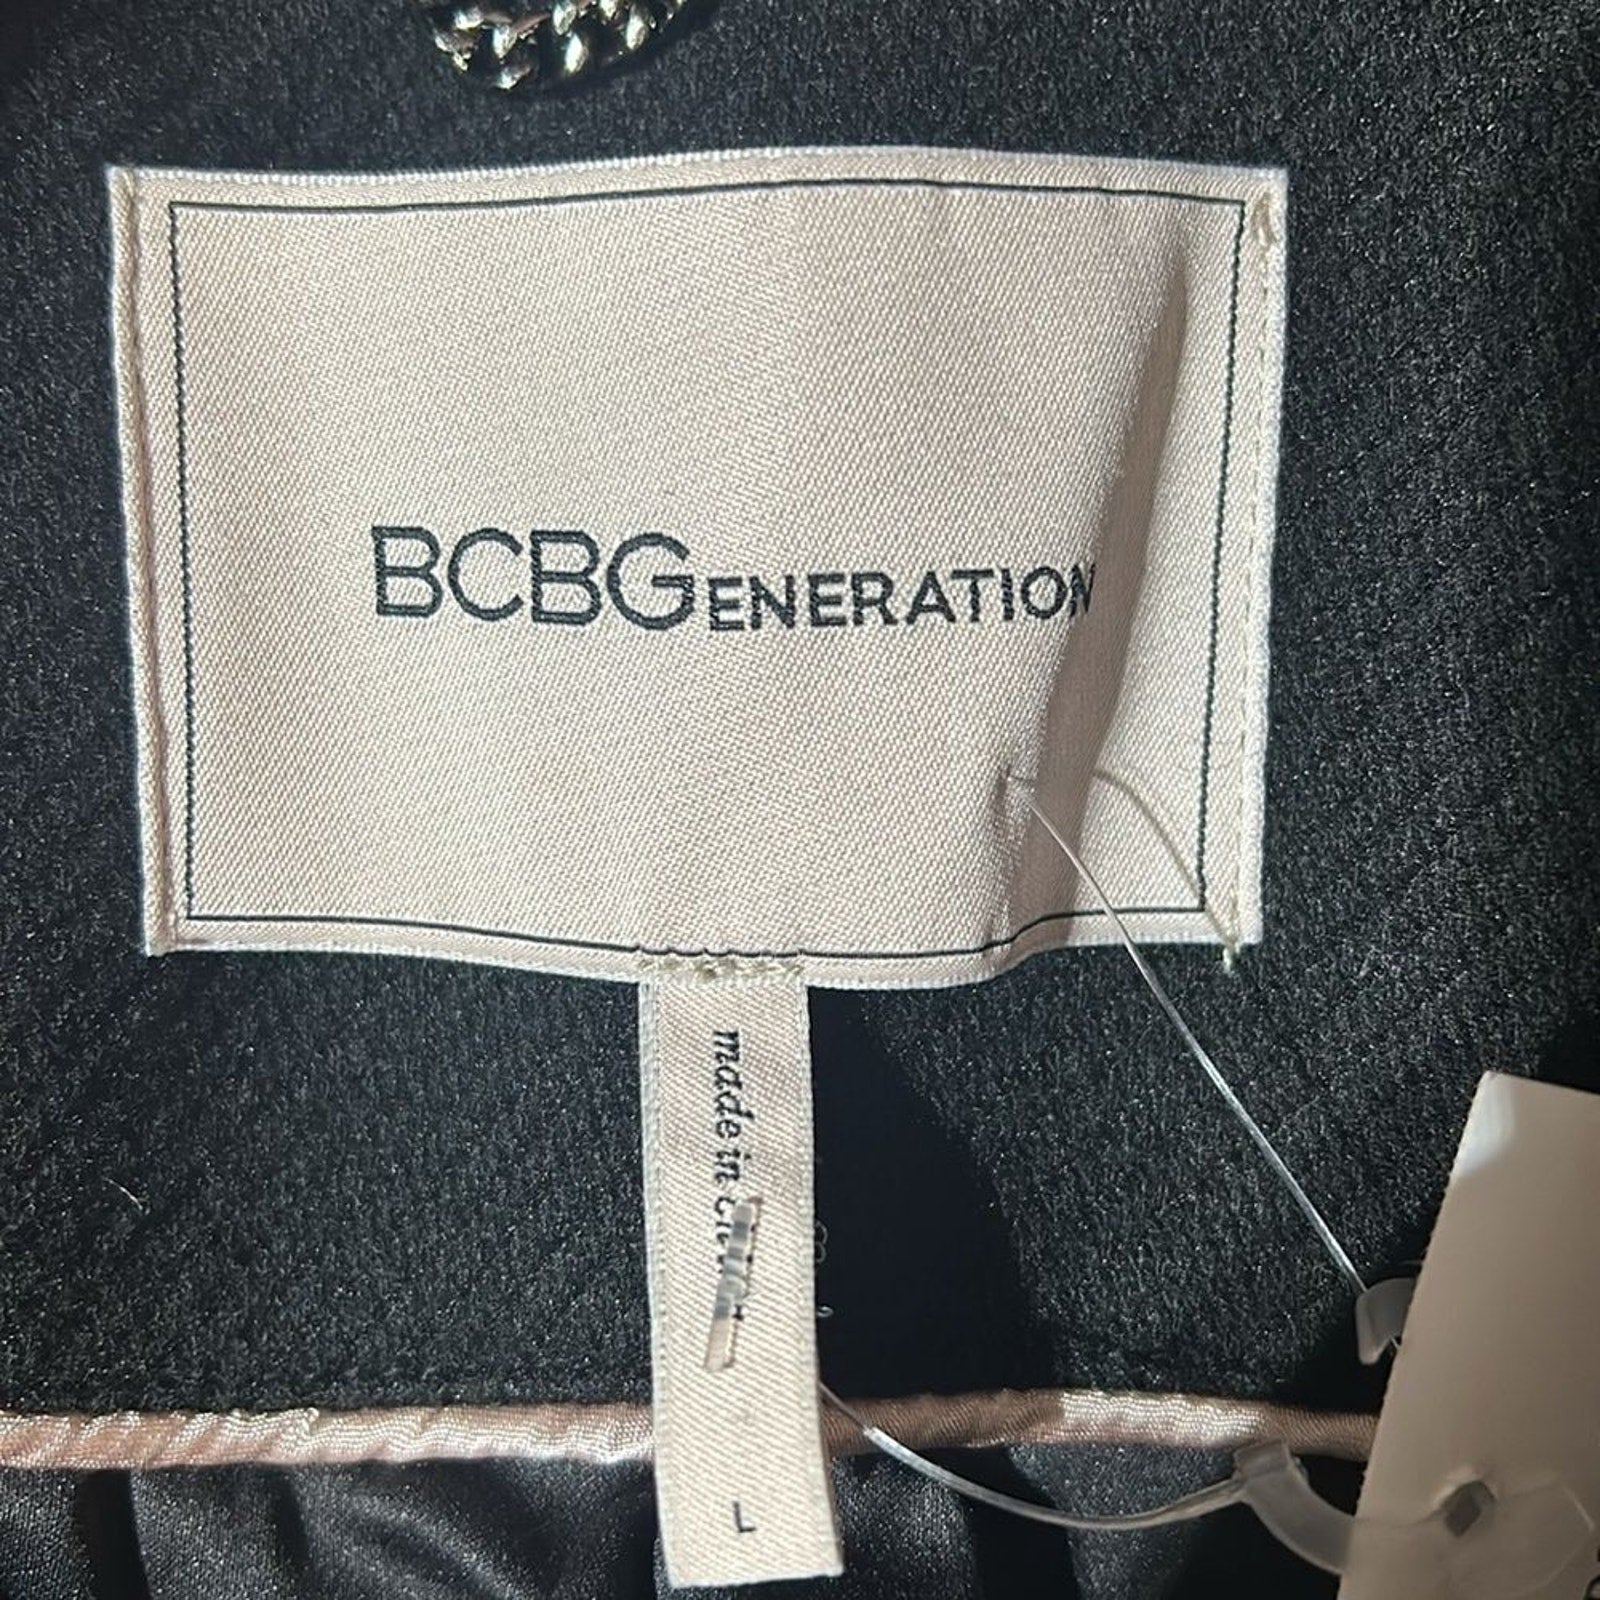 BCBGENERATION
made in
L